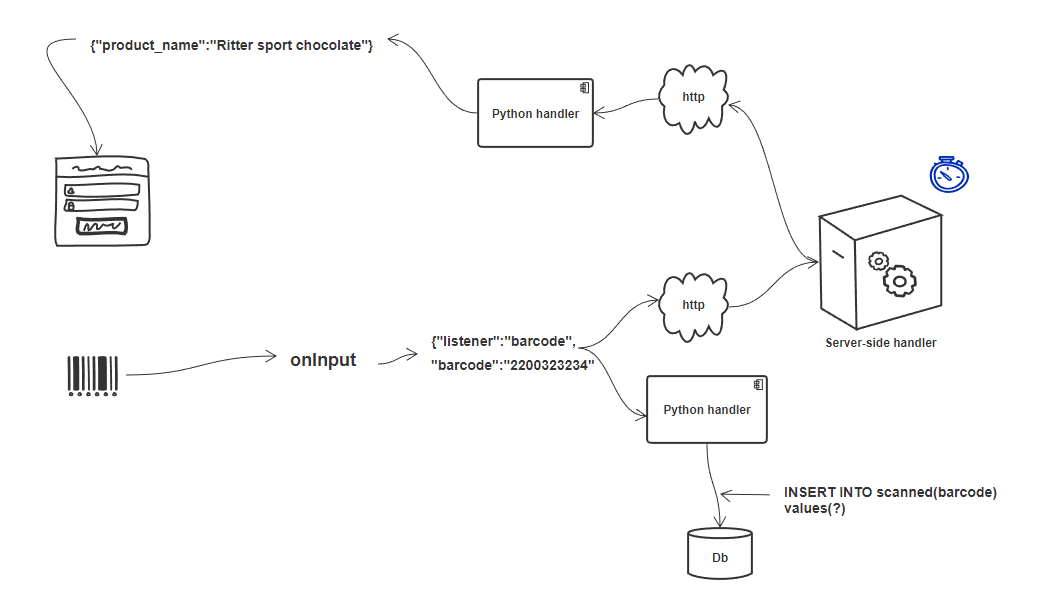 {"product_name":"Ritter sport chocolate"}
Python handler
http
http
Server-side handler
onInput
{"listener":"barcode",
"barcode":"2200323234"
Python handler
INSERT INTO scanned(barcode)
values(?)
Db